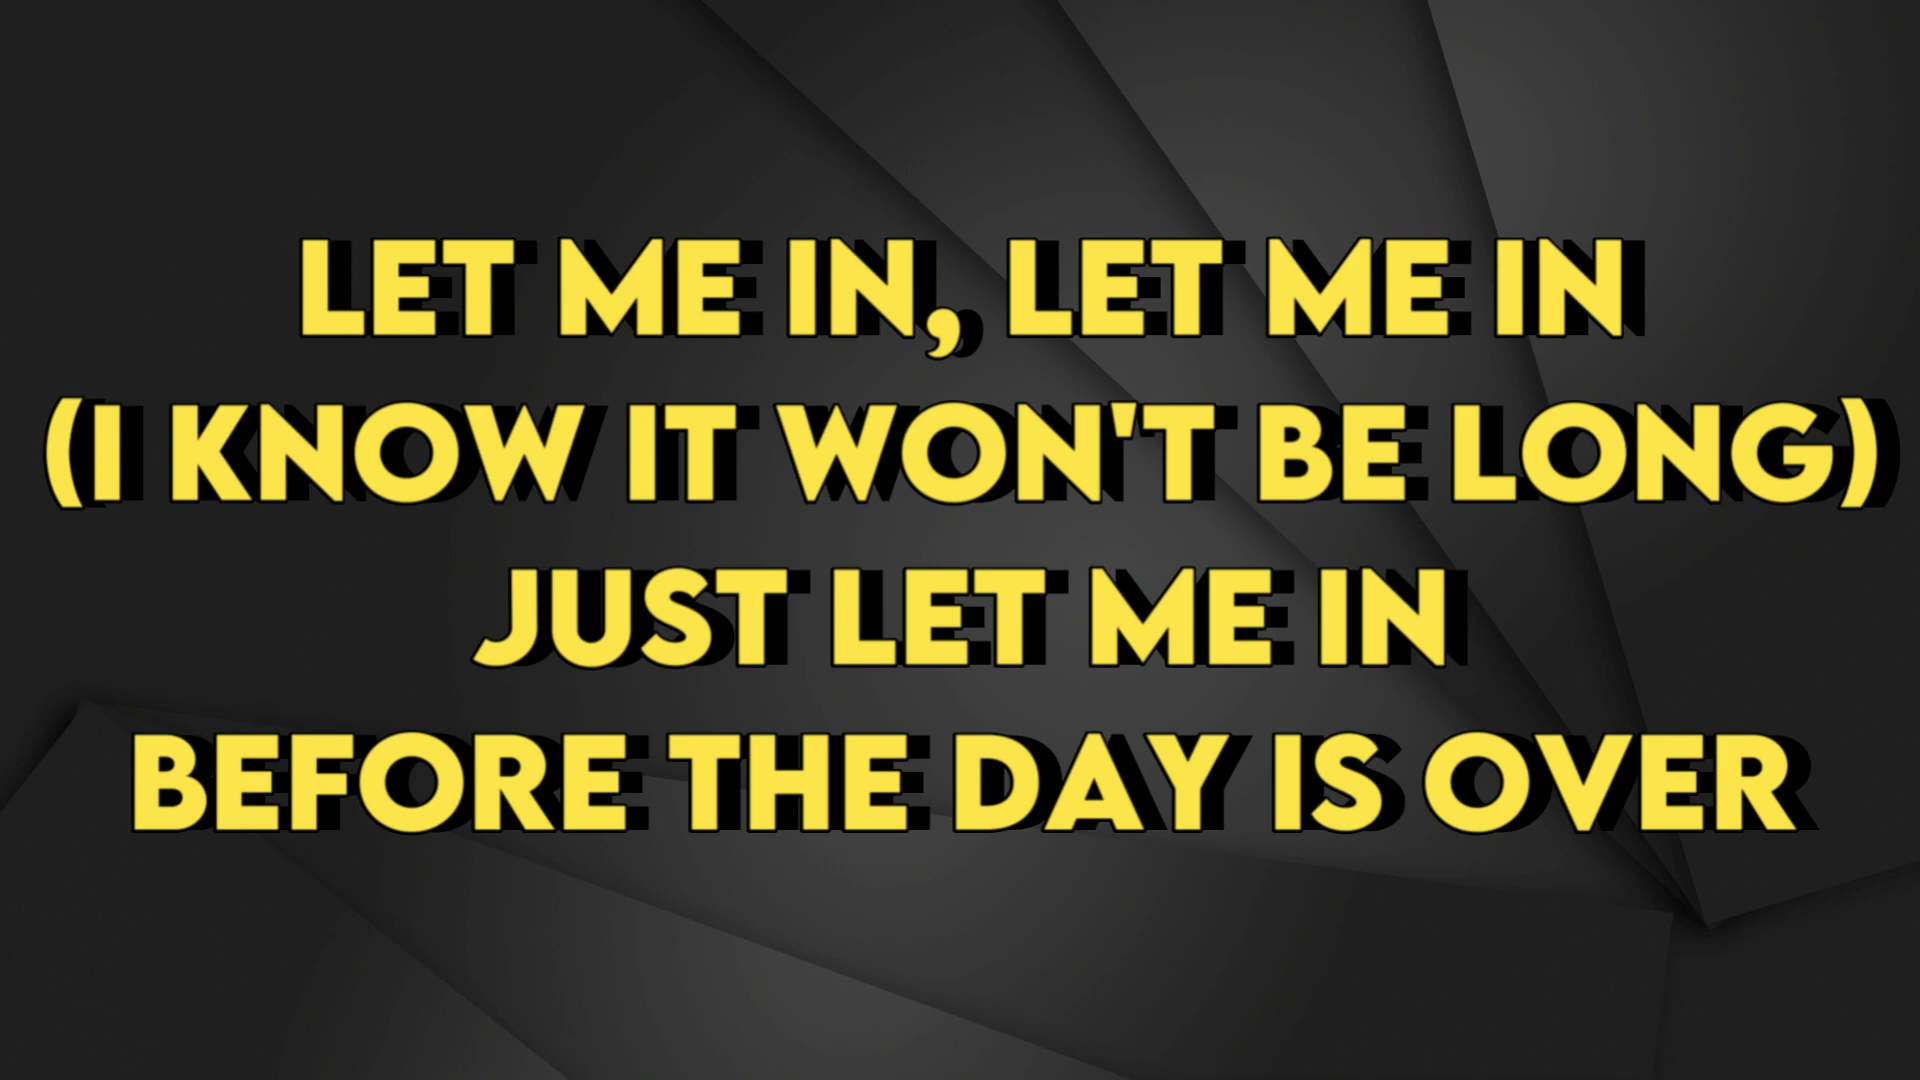 LET ME IN, LET ME IN
(I KNOW IT WON'T BE LONG)
JUST LET ME IN
BEFORE THE DAY IS OVER